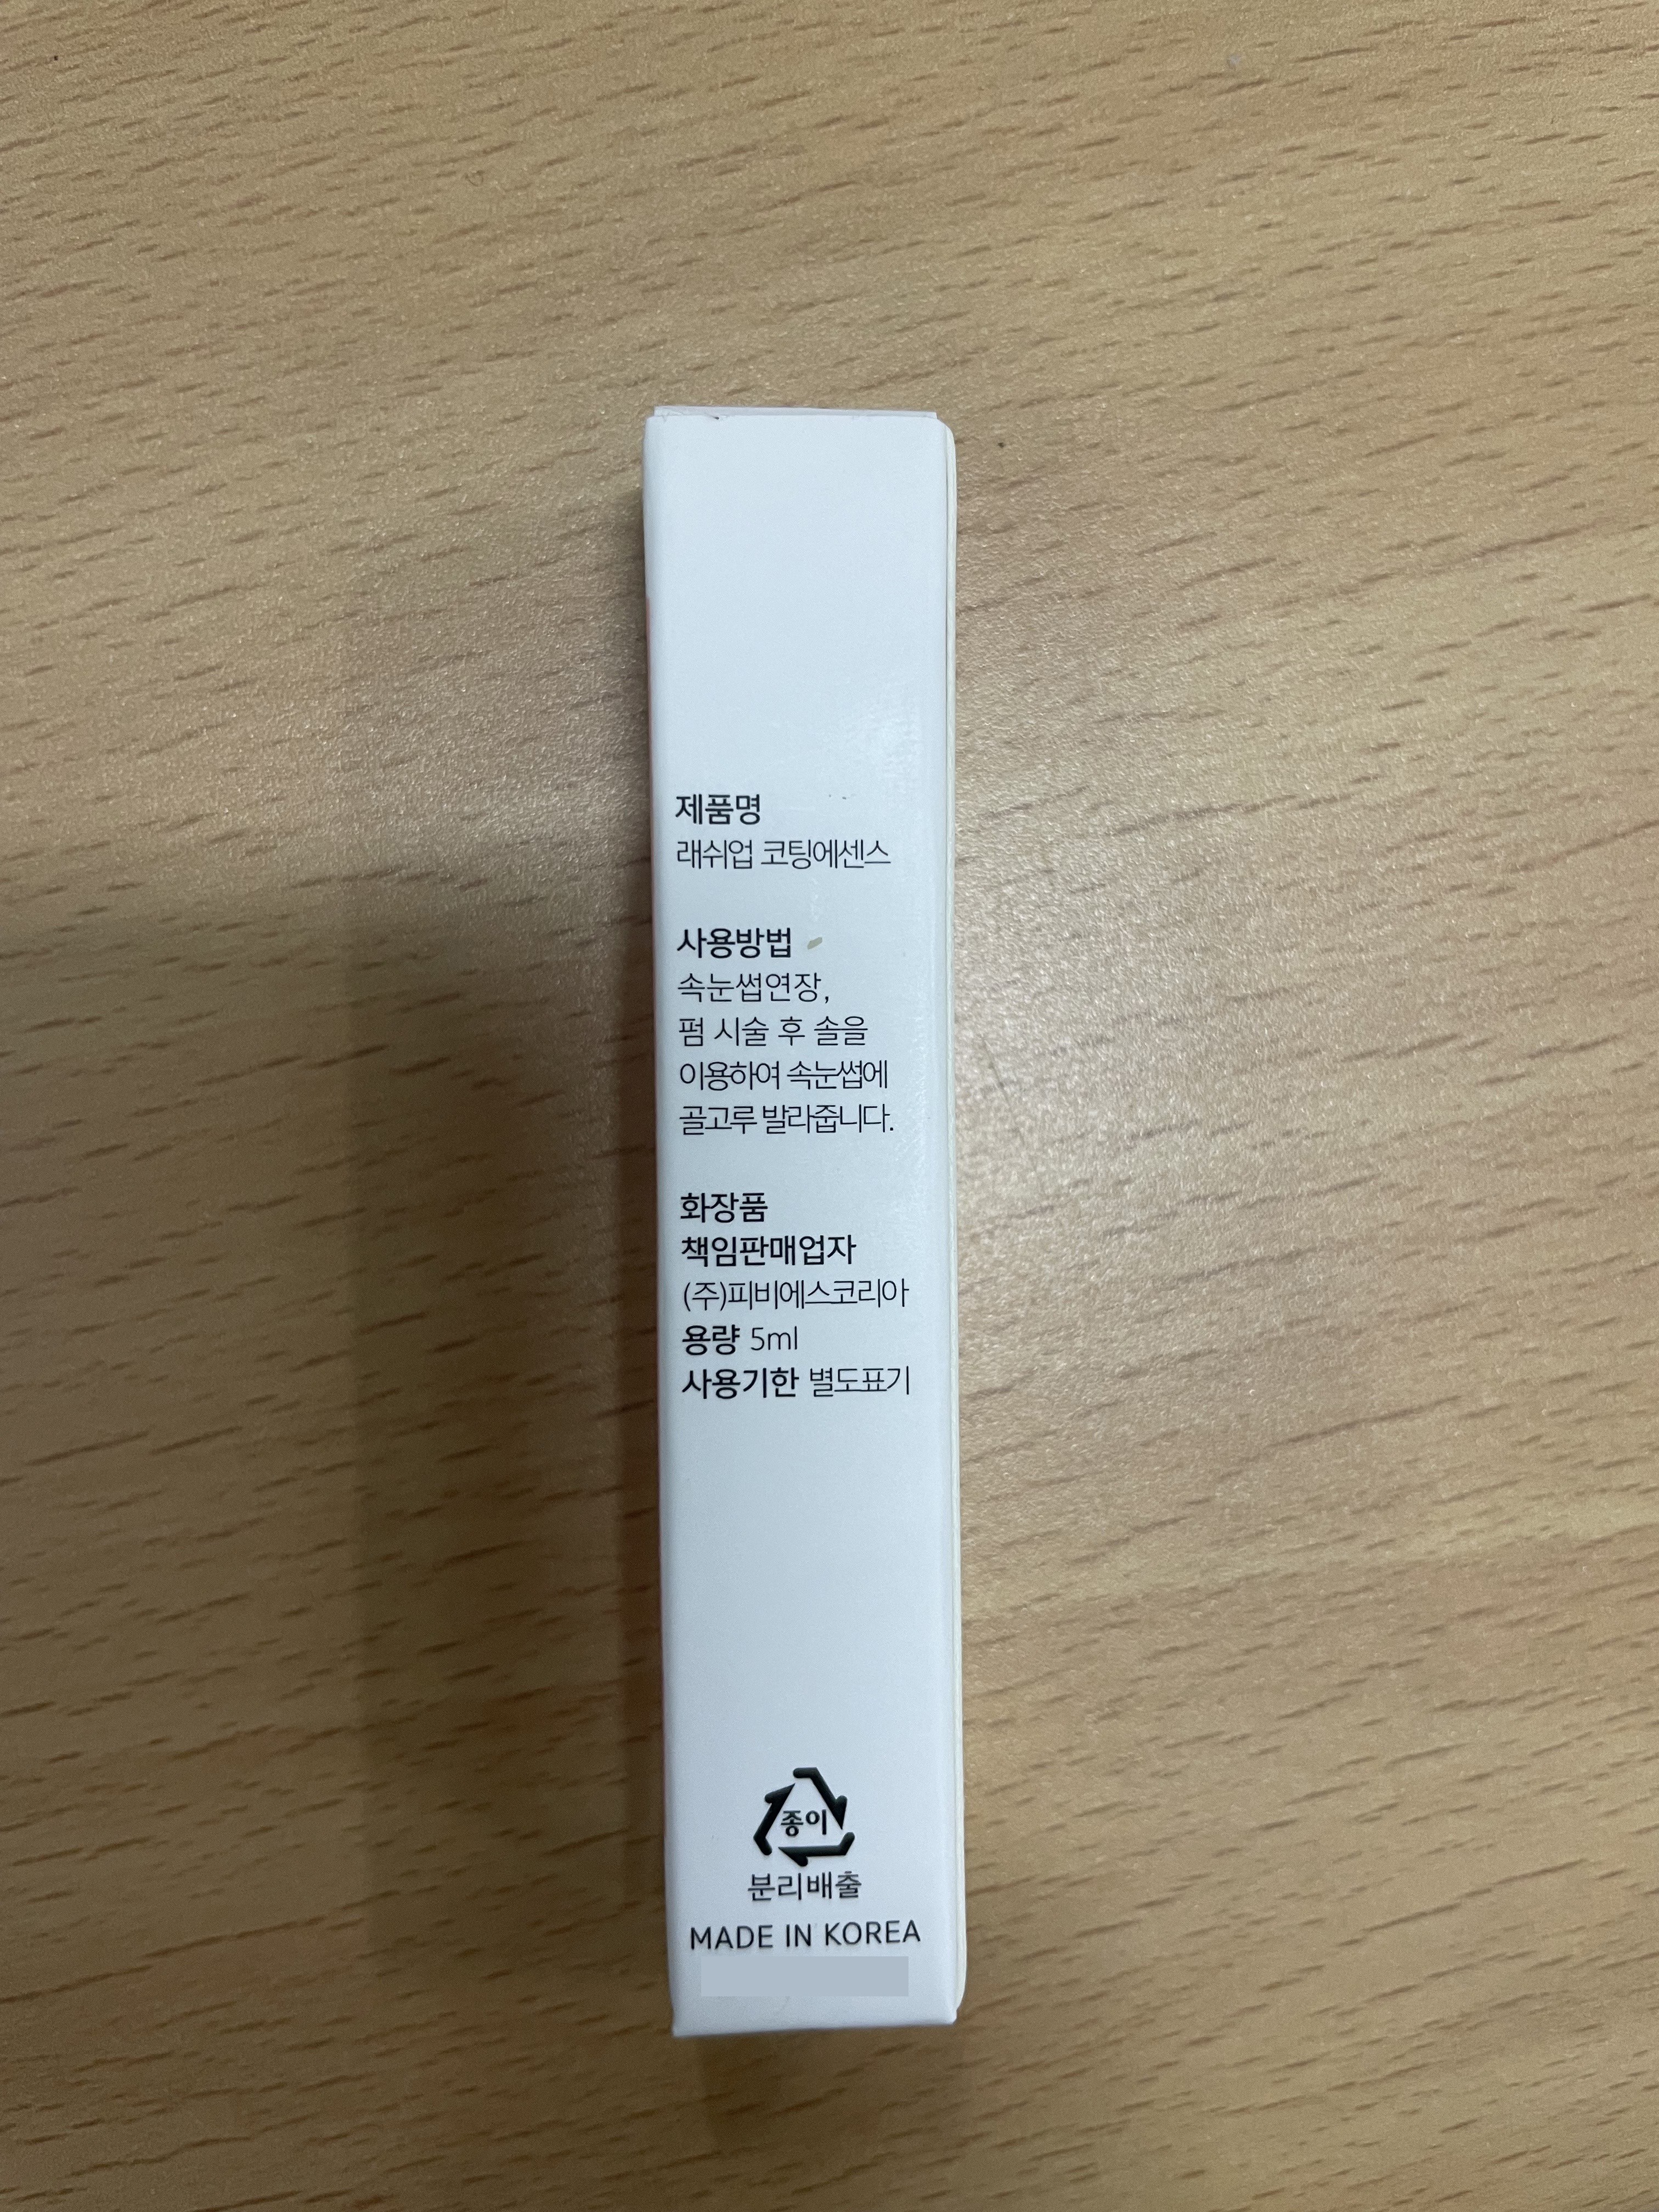 제품명
래쉬업 코팅에센스
사용방법
속눈썹연장,
펌 시술 후 솔을
이용하여 속눈썹에
골고루 발라줍니다.
화장품
책임판매업자
(주)피비에스코리아
용량 5ml
사용기한 별도표기
종이
분리배출
MADE IN KOREA